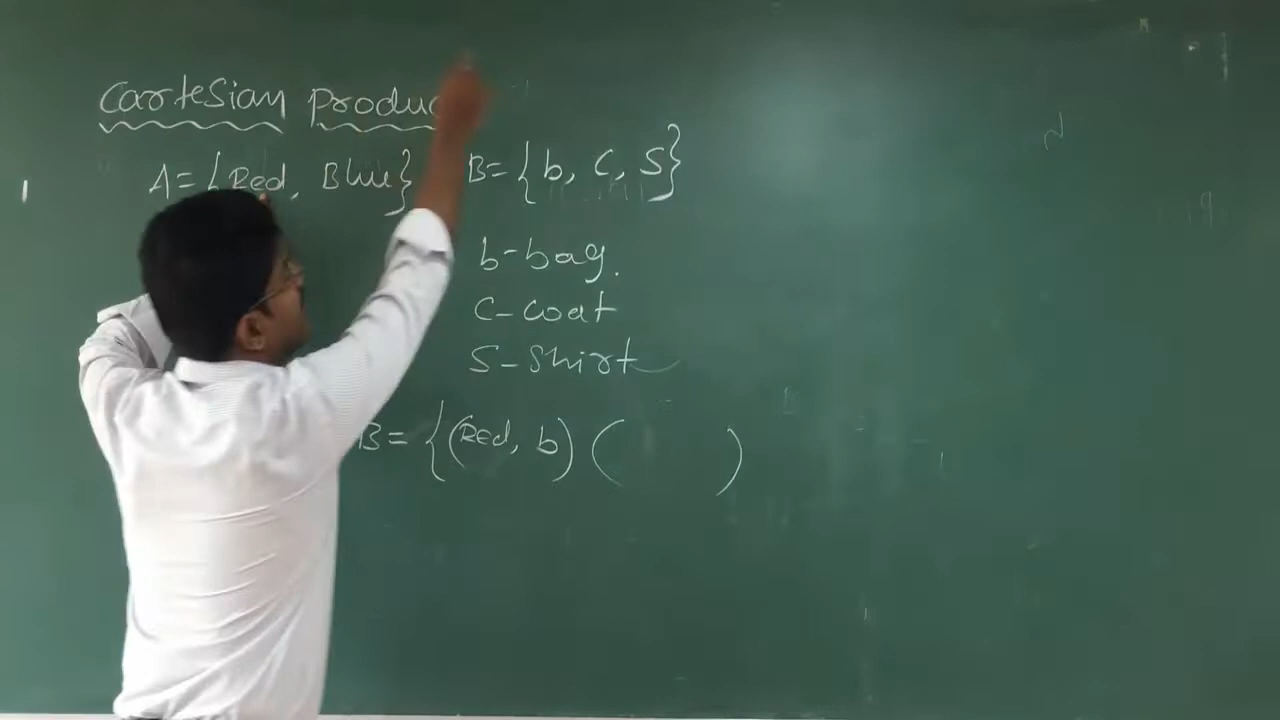 Cartesian Produc
A={Red, Blue} B={b, C, S}
b-bag.
C-Coat
S-Shirt
B={(Red, b) ( )